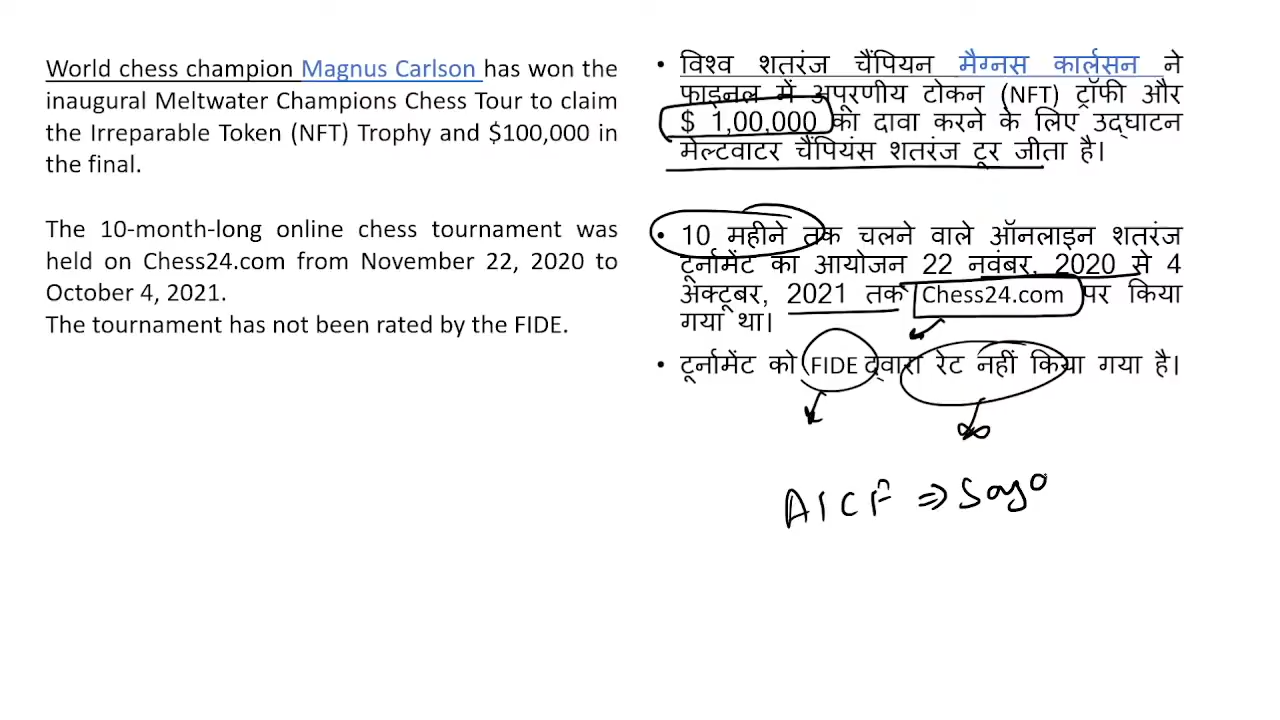 World chess champion Magnus Carlson has won the
inaugural Meltwater Champions Chess Tour to claim
the Irreparable Token (NFT) Trophy and $100,000 in
the final.
The 10-month-long online chess tournament was
held on Chess24.com from November 22, 2020 to
October 4, 2021.
The tournament has not been rated by the FIDE.
• विश्व शतरंज चैंपियन मैग्नस कार्लसन ने
फाइनल में अपूरणीय टोकन (NFT) ट्रॉफी और
$ 1,00,000 का दावा करने के लिए उद्घाटन
मेल्टवाटर चैंपियंस शतरंज टूर जीता है।
• 10 महीने तक चलने वाले ऑनलाइन शतरंज
टूर्नामेंट का आयोजन 22 नवंबर, 2020 से 4
अक्टूबर, 2021 तक Chess24.com पर किया
गया था।
• टूर्नामेंट को FIDE द्वारा रेट नहीं किया गया है।
AICF ⇒